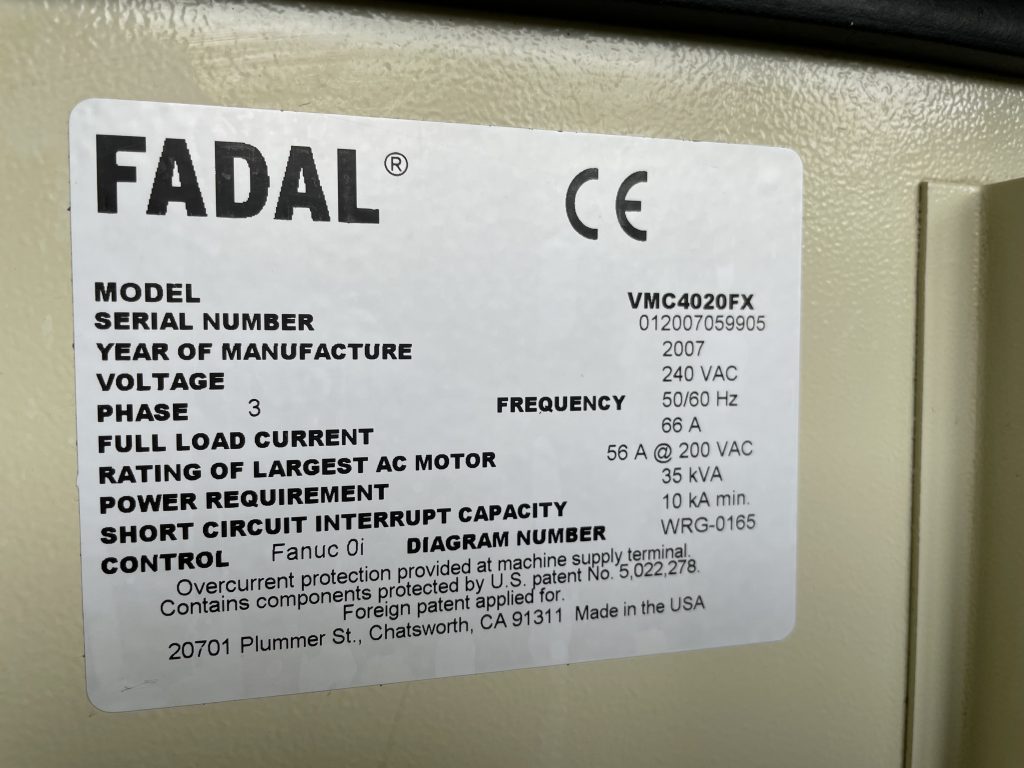 FADAL®
CE
MODEL VMC4020FX
SERIAL NUMBER 012007059905
YEAR OF MANUFACTURE 2007
VOLTAGE 240 VAC
PHASE 3 FREQUENCY 50/60 Hz
FULL LOAD CURRENT 66 A
RATING OF LARGEST AC MOTOR 56 A @ 200 VAC
POWER REQUIREMENT 35 kVA
SHORT CIRCUIT INTERRUPT CAPACITY 10 kA min.
CONTROL Fanuc 0i DIAGRAM NUMBER WRG-0165
Overcurrent protection provided at machine supply terminal.
Contains components protected by U.S. patent No. 5,022,278.
Foreign patent applied for.
20701 Plummer St., Chatsworth, CA 91311 Made in the USA